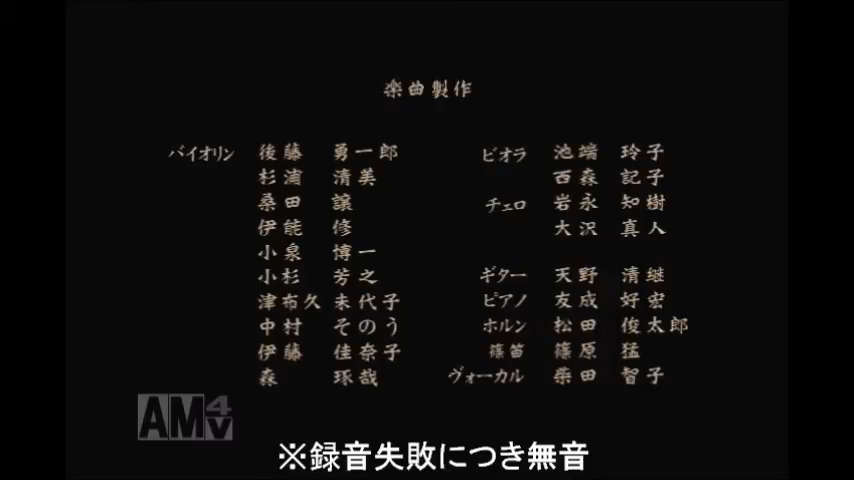 楽曲製作
バイオリン 後藤 勇一郎
杉浦 清美
桑田 譲
伊能 修
小泉 博一
小杉 芳之
津布久 未代子
中村 そのう
伊藤 佳奈子
森 琢哉
ビオラ 池端 玲子
西森 記子
チェロ 岩永 知樹
大沢 真人
ギター 天野 清継
ピアノ 友成 好宏
ホルン 松田 俊太郎
篠笛 篠原 猛
ヴォーカル 柴田 智子
AM4v
※録音失敗につき無音